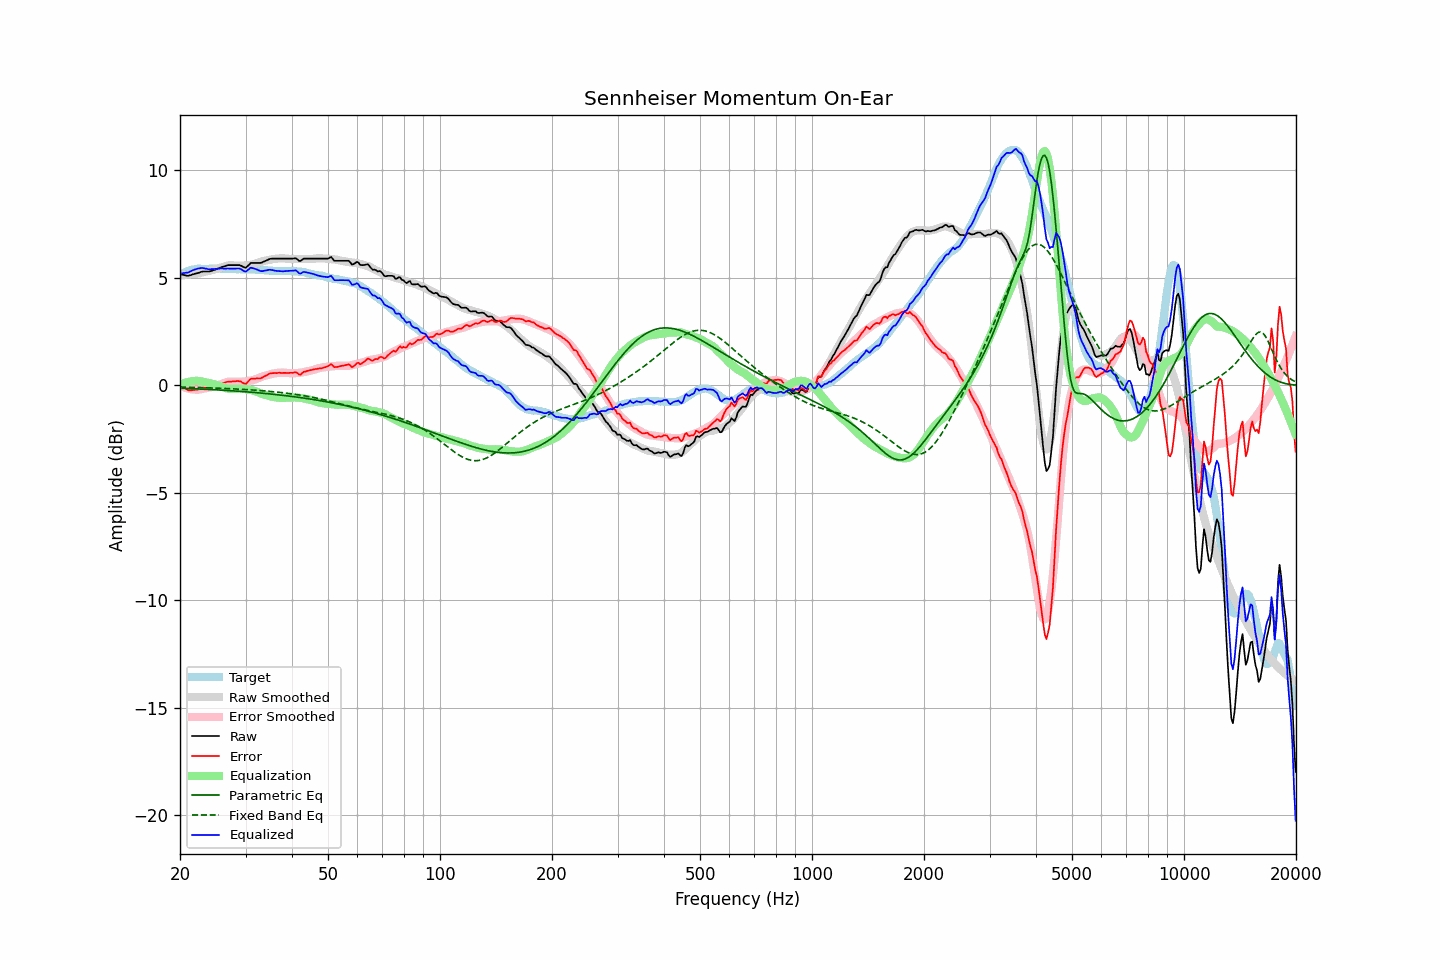 Sennheiser Momentum On-Ear
Amplitude (dBr)
10
5
0
−5
−10
−15
−20
Target
Raw Smoothed
Error Smoothed
Raw
Error
Equalization
Parametric Eq
Fixed Band Eq
Equalized
20 50 100 200 500 1000 2000 5000 10000 20000
Frequency (Hz)